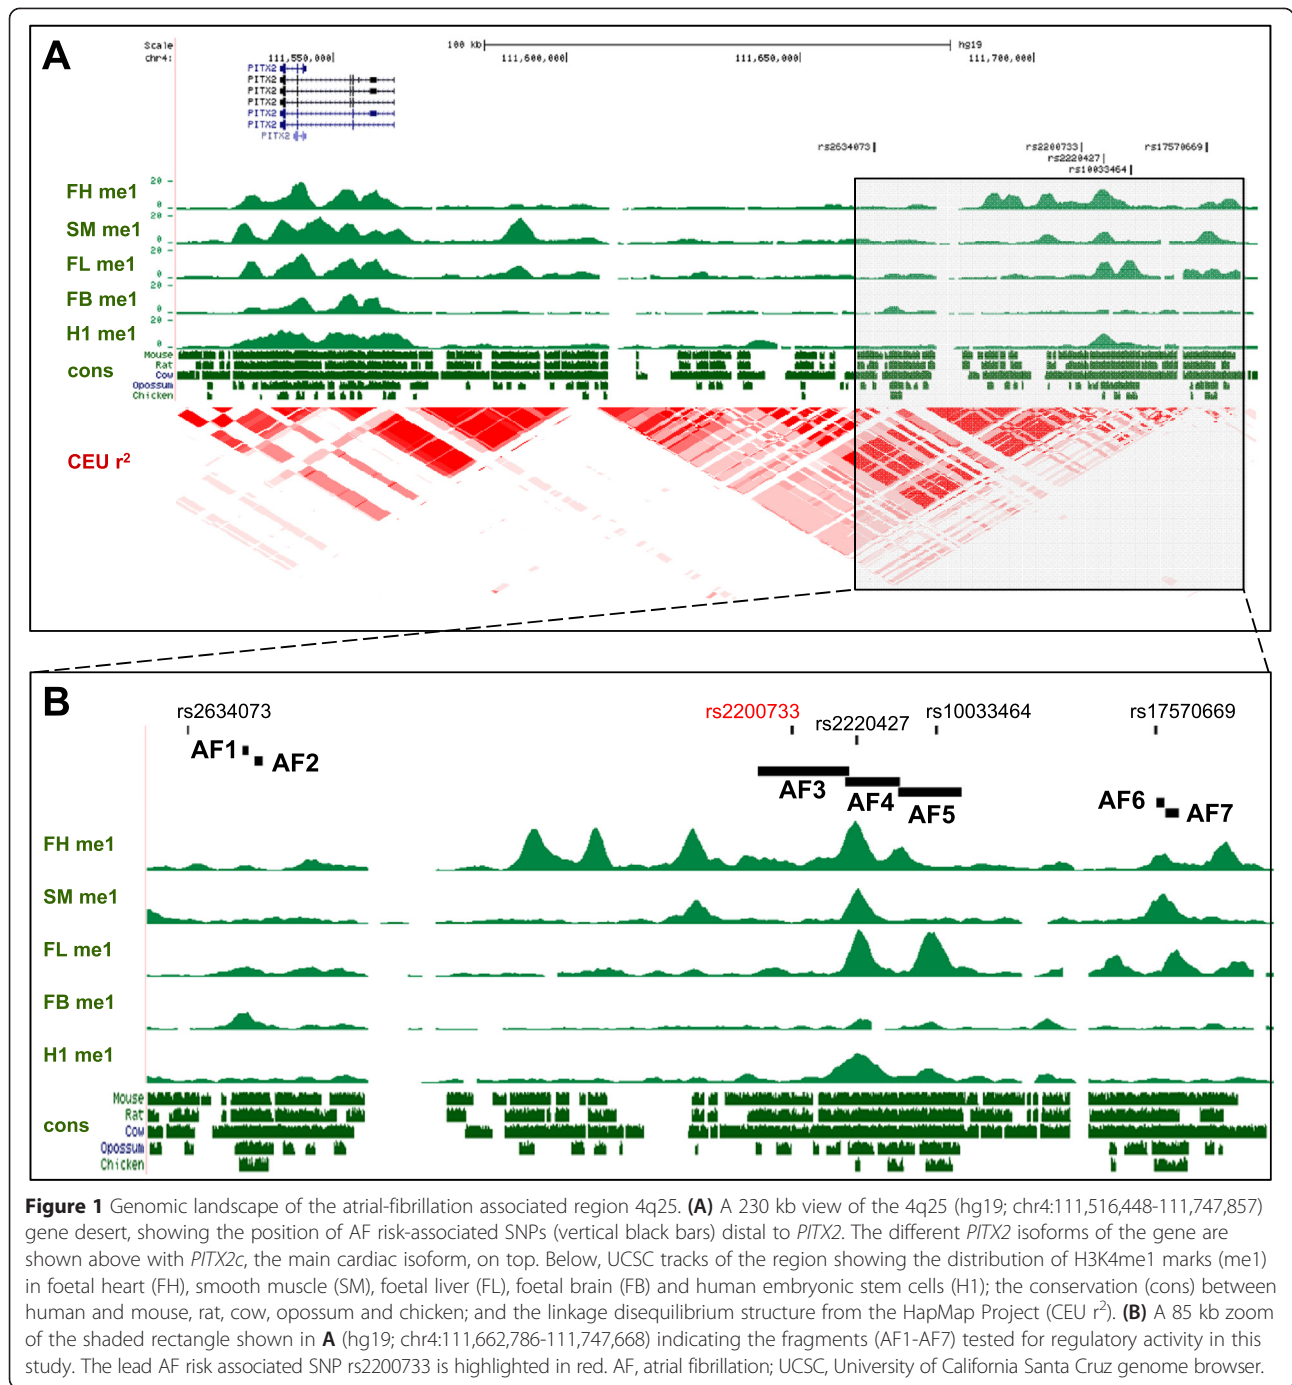 A
Scale
100 kb
hg19
chr4:
111,550,000
111,600,000
111,650,000
111,700,000
PITX2
PITX2
PITX2
PITX2
PITX2
PITX2
PITX2
rs2634073
rs2200733
rs17570669
rs2220427
rs10033464
FH me1
20
0
SM me1
20
0
FL me1
20
0
FB me1
20
0
H1 me1
20
0
cons
Mouse
Rat
Cow
Opossum
Chicken
CEU r²
B
rs2634073
rs2200733
rs2220427
rs10033464
rs17570669
AF1
AF2
AF3
AF4
AF5
AF6
AF7
FH me1
SM me1
FL me1
FB me1
H1 me1
cons
Mouse
Rat
Cow
Opossum
Chicken
Figure 1 Genomic landscape of the atrial-fibrillation associated region 4q25. (A) A 230 kb view of the 4q25 (hg19; chr4:111,516,448-111,747,857)
gene desert, showing the position of AF risk-associated SNPs (vertical black bars) distal to PITX2. The different PITX2 isoforms of the gene are
shown above with PITX2c, the main cardiac isoform, on top. Below, UCSC tracks of the region showing the distribution of H3K4me1 marks (me1)
in foetal heart (FH), smooth muscle (SM), foetal liver (FL), foetal brain (FB) and human embryonic stem cells (H1); the conservation (cons) between
human and mouse, rat, cow, opossum and chicken; and the linkage disequilibrium structure from the HapMap Project (CEU r²). (B) A 85 kb zoom
of the shaded rectangle shown in A (hg19; chr4:111,662,786-111,747,668) indicating the fragments (AF1-AF7) tested for regulatory activity in this
study. The lead AF risk associated SNP rs2200733 is highlighted in red. AF, atrial fibrillation; UCSC, University of California Santa Cruz genome browser.